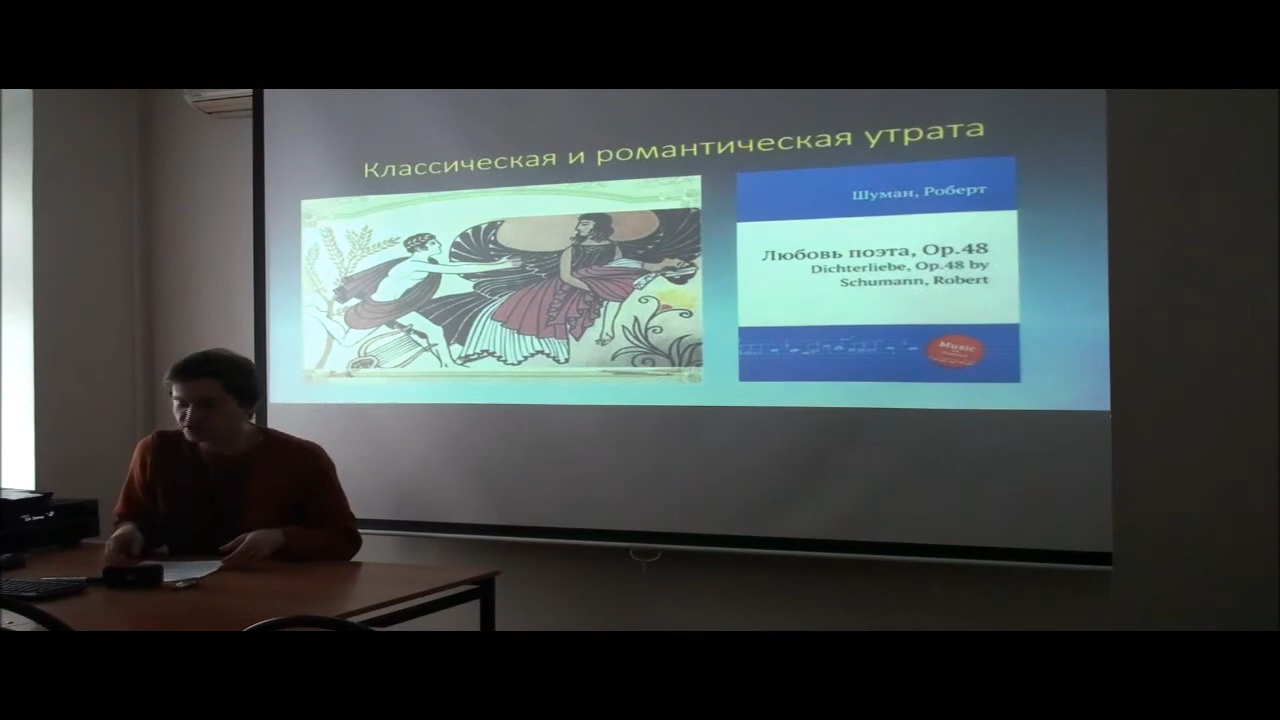 Классическая и романтическая утрата
Шуман, Роберт
Любовь поэта, Op.48
Dichterliebe, Op.48 by
Schumann, Robert
Music